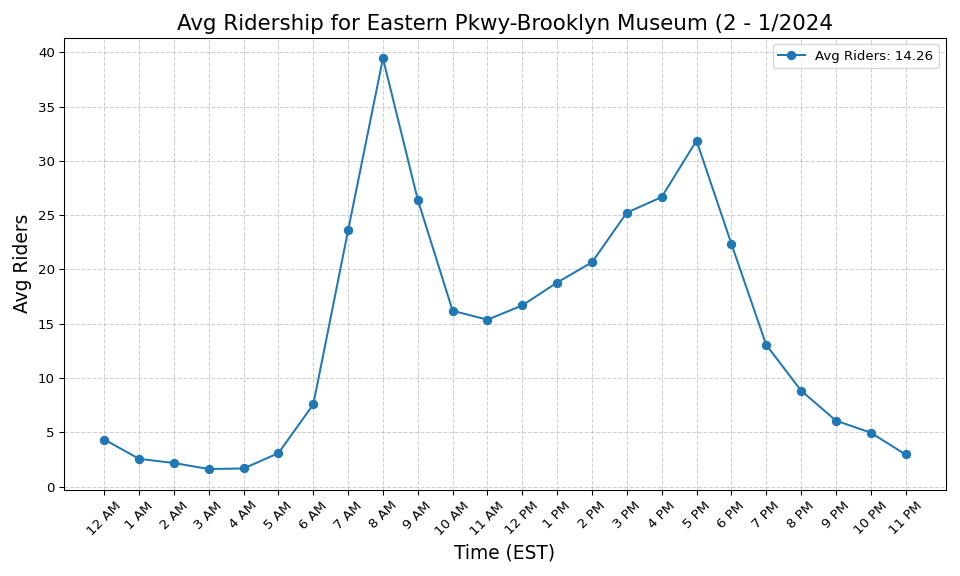 Avg Ridership for Eastern Pkwy-Brooklyn Museum (2 - 1/2024
Avg Riders: 14.26
Avg Riders
40
35
30
25
20
15
10
5
0
12 AM
1 AM
2 AM
3 AM
4 AM
5 AM
6 AM
7 AM
8 AM
9 AM
10 AM
11 AM
12 PM
1 PM
2 PM
3 PM
4 PM
5 PM
6 PM
7 PM
8 PM
9 PM
10 PM
11 PM
Time (EST)